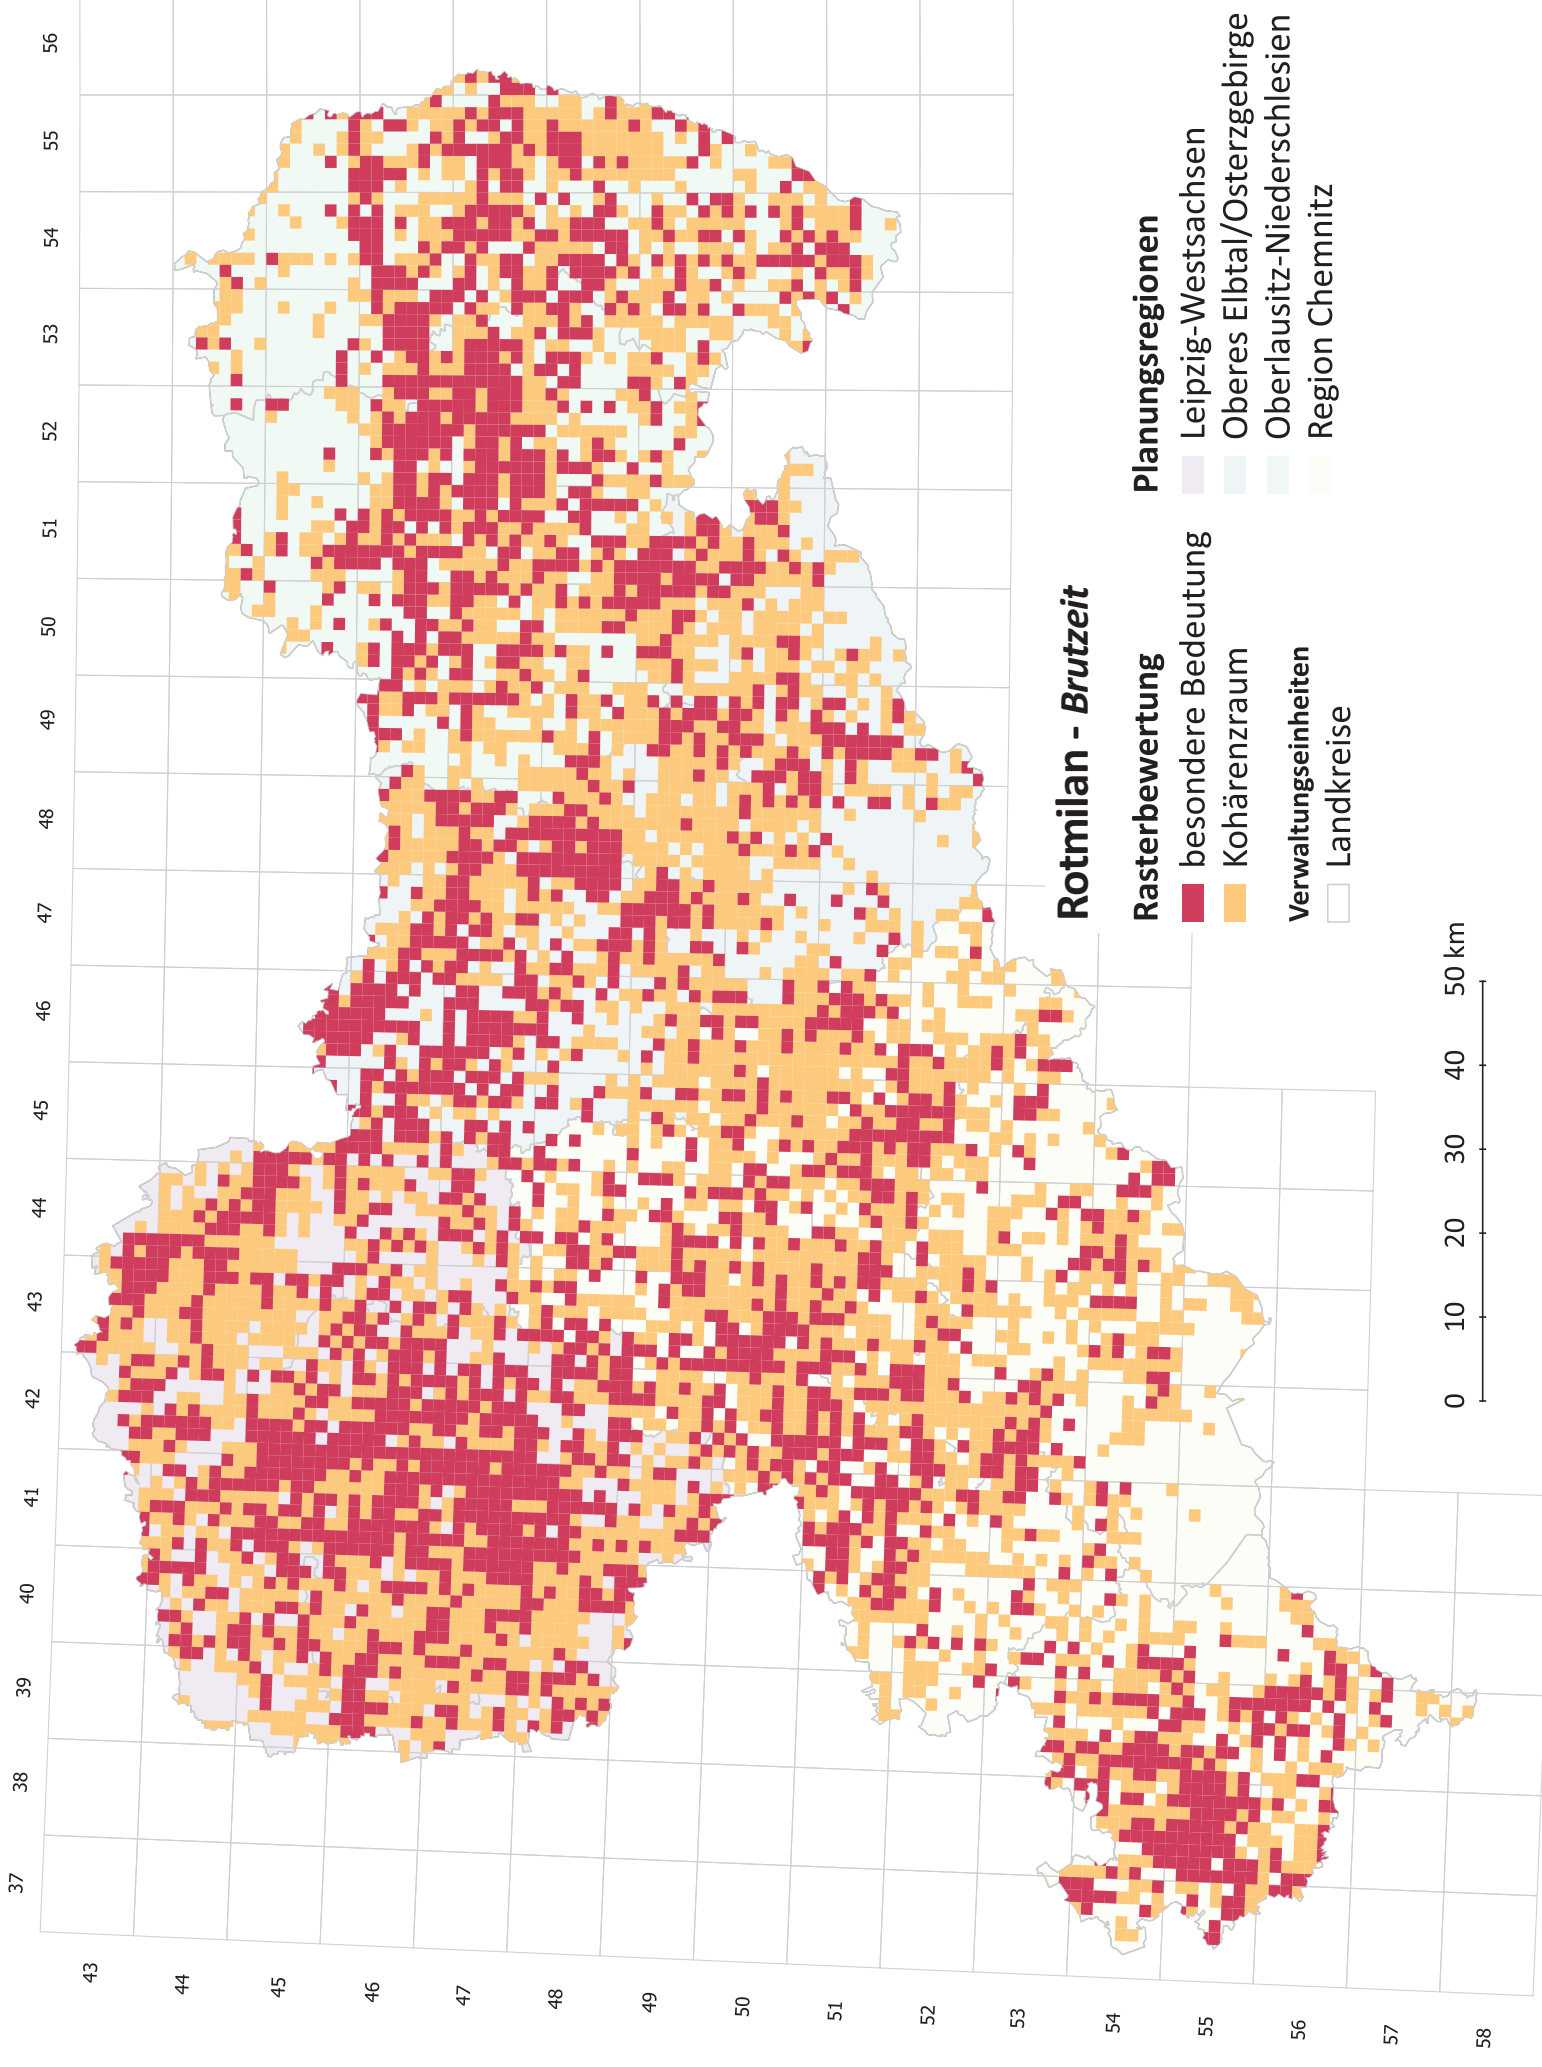 37 38 39 40 41 42 43 44 45 46 47 48 49 50 51 52 53 54 55 56
43
44
45
46
47
48
49
50
51
52
53
54
55
56
57
58
Rotmilan - Brutzeit
Rasterbewertung
besondere Bedeutung
Kohärenzraum
Verwaltungseinheiten
Landkreise
Planungsregionen
Leipzig-Westsachsen
Oberes Elbtal/Osterzgebirge
Oberlausitz-Niederschlesien
Region Chemnitz
0 10 20 30 40 50 km